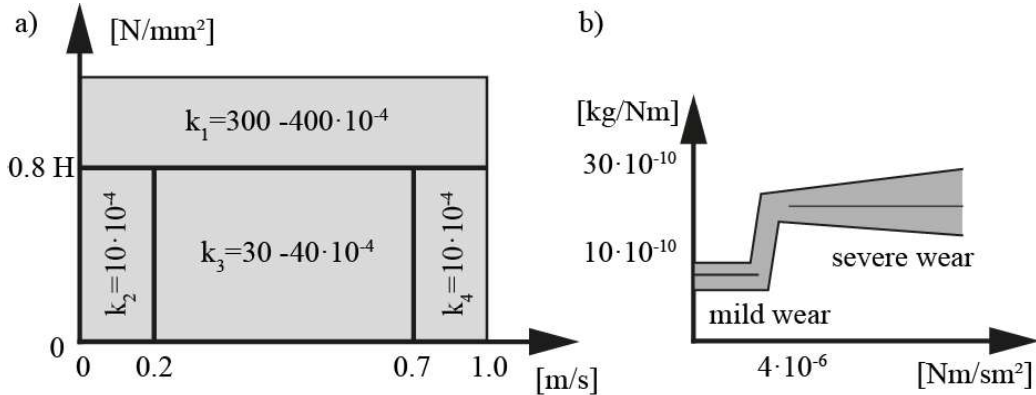 a)
[N/mm²]
k₁=300 -400·10⁻⁴
0.8 H
k₂=10·10⁻⁴
k₃=30 -40·10⁻⁴
k₄=10·10⁻⁴
0
0
0.2
0.7
1.0
[m/s]
b)
[kg/Nm]
30·10⁻¹⁰
10·10⁻¹⁰
severe wear
mild wear
4·10⁻⁶
[Nm/sm²]